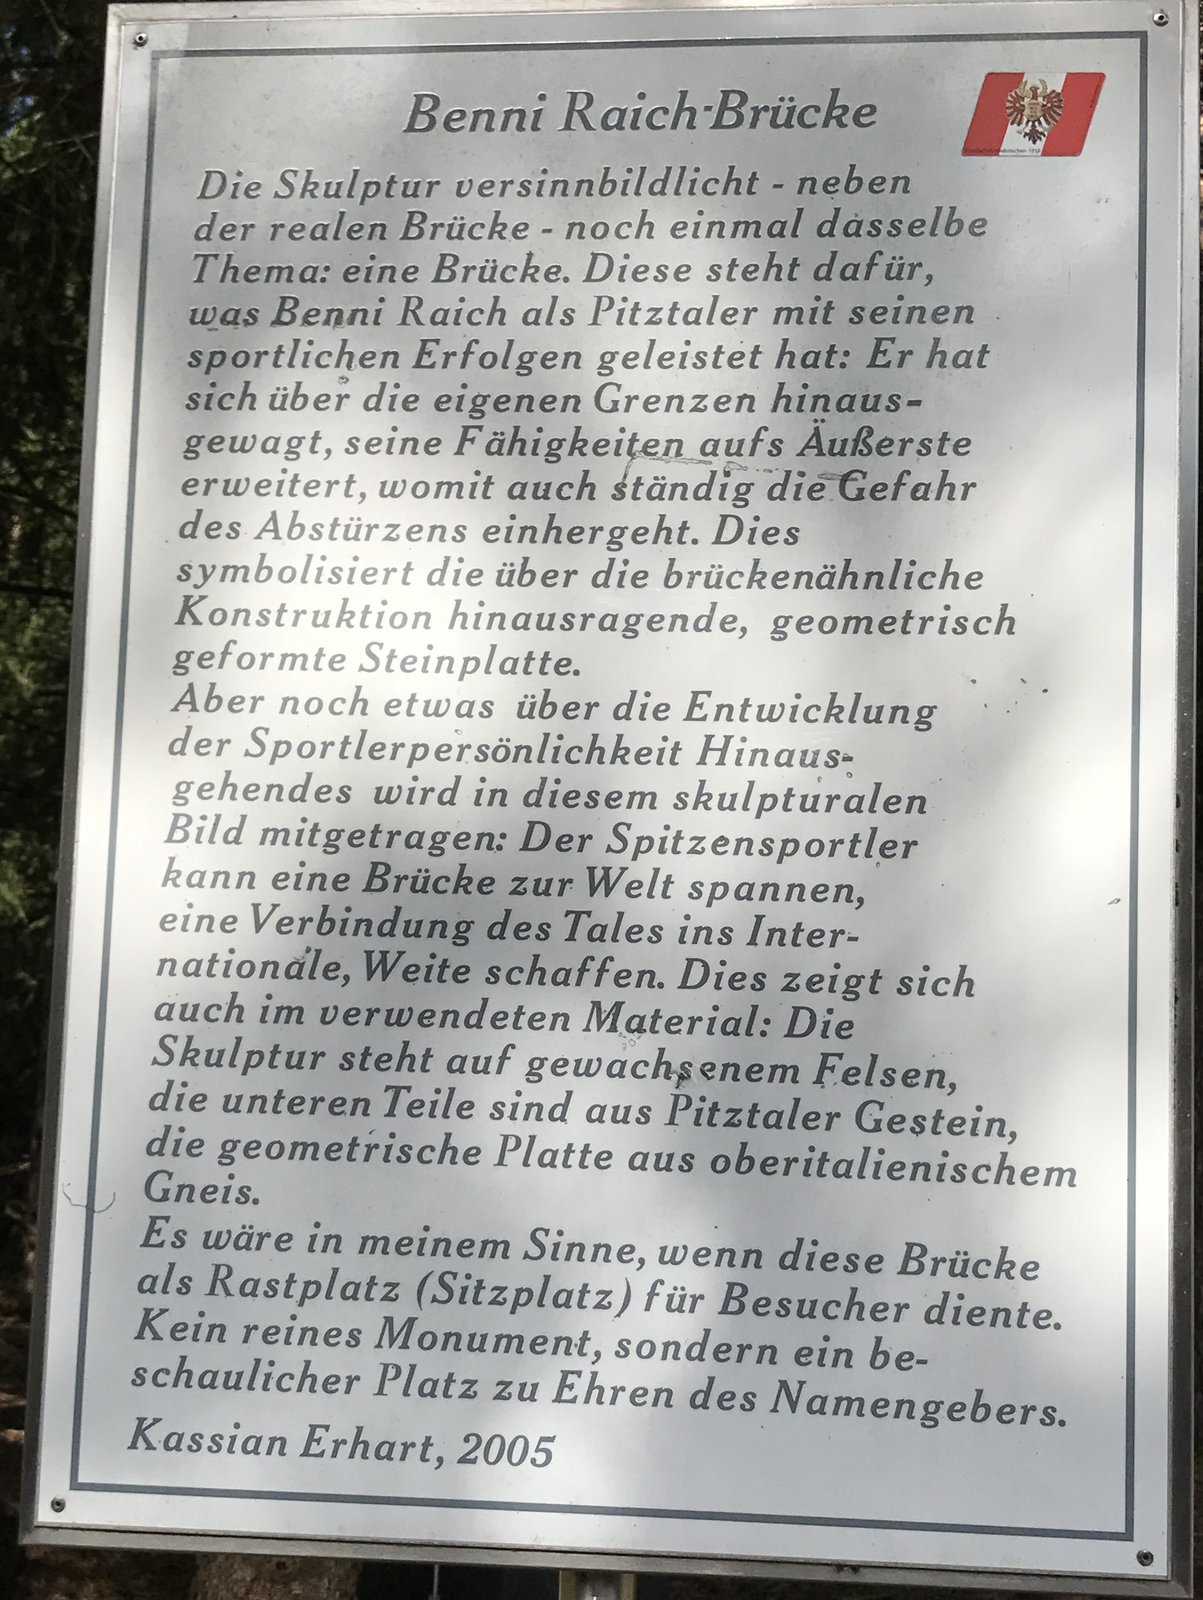 Benni Raich-Brücke
Die Skulptur versinnbildlicht - neben
der realen Brücke - noch einmal dasselbe
Thema: eine Brücke. Diese steht dafür,
was Benni Raich als Pitztaler mit seinen
sportlichen Erfolgen geleistet hat: Er hat
sich über die eigenen Grenzen hinaus-
gewagt, seine Fähigkeiten aufs Äußerste
erweitert, womit auch ständig die Gefahr
des Abstürzens einhergeht. Dies
symbolisiert die über die brückenähnliche
Konstruktion hinausragende, geometrisch
geformte Steinplatte.
Aber noch etwas über die Entwicklung
der Sportlerpersönlichkeit Hinaus-
gehendes wird in diesem skulpturalen
Bild mitgetragen: Der Spitzensportler
kann eine Brücke zur Welt spannen,
eine Verbindung des Tales ins Inter-
nationale, Weite schaffen. Dies zeigt sich
auch im verwendeten Material: Die
Skulptur steht auf gewachsenem Felsen,
die unteren Teile sind aus Pitztaler Gestein,
die geometrische Platte aus oberitalienischem
Gneis.
Es wäre in meinem Sinne, wenn diese Brücke
als Rastplatz (Sitzplatz) für Besucher diente.
Kein reines Monument, sondern ein be-
schaulicher Platz zu Ehren des Namengebers.
Kassian Erhart, 2005